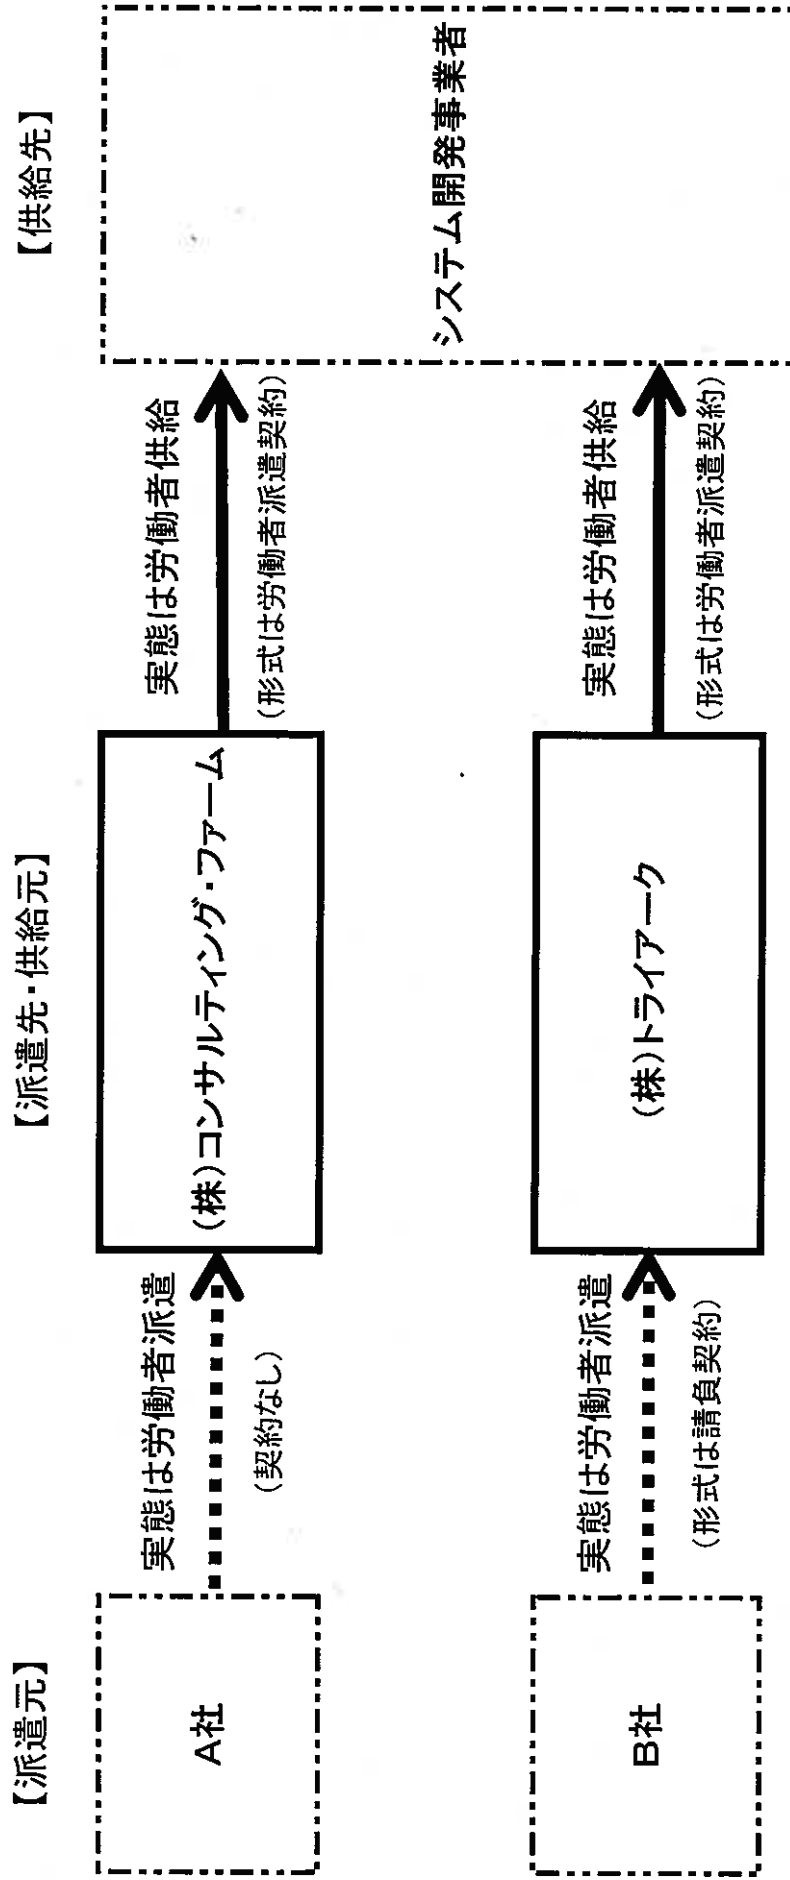 【派遣元】
【派遣先・供給元】
【供給先】
A社
実態は労働者派遣
(契約なし)
(株)コンサルティング・ファーム
実態は労働者供給
(形式は労働者派遣契約)
システム開発事業者
B社
実態は労働者派遣
(形式は請負契約)
(株)トライアーク
実態は労働者供給
(形式は労働者派遣契約)